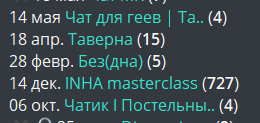 14 мая Чат для геев | Та.. (4)
18 апр. Таверна (15)
28 февр. Без(дна) (5)
14 дек. INHA masterclass (727)
06 окт. Чатик I Постельны.. (4)